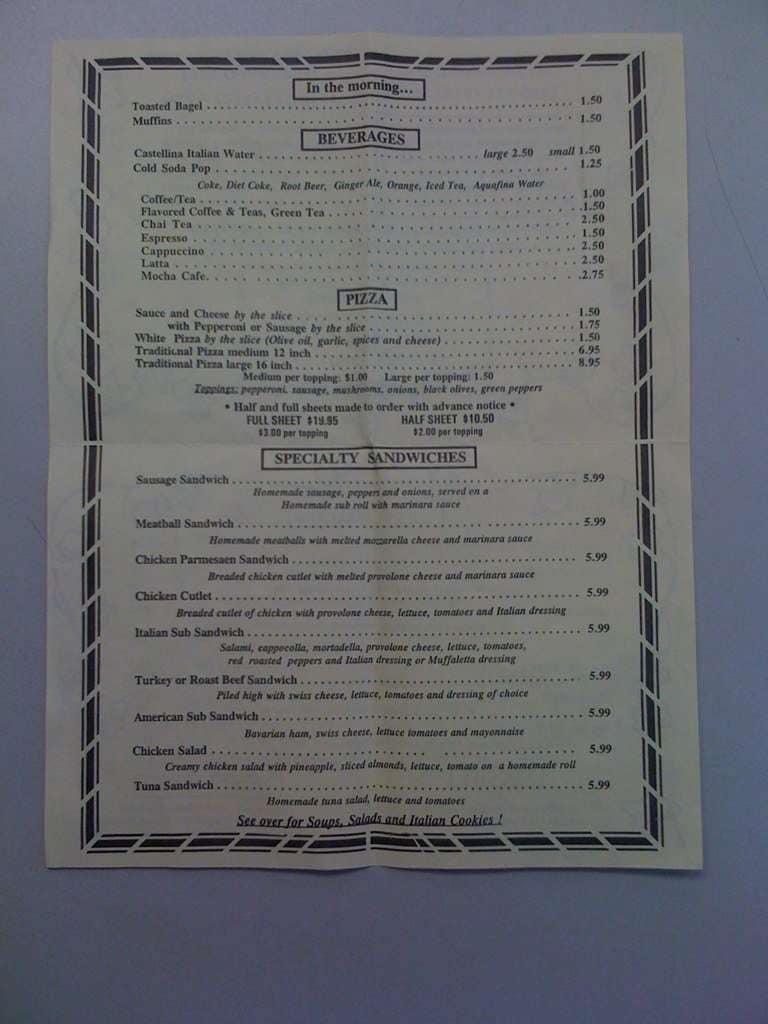 In the morning...
Toasted Bagel 1.50
Muffins 1.50
BEVERAGES
Castellina Italian Water large 2.50 small 1.50
Cold Soda Pop 1.25
Coke, Diet Coke, Root Beer, Ginger Ale, Orange, Iced Tea, Aquafina Water
Coffee/Tea 1.00
Flavored Coffee & Teas, Green Tea .1.50
Chai Tea 2.50
Espresso 1.50
Cappuccino 2.50
Latta 2.50
Mocha Cafe. .2.75
PIZZA
Sauce and Cheese by the slice 1.50
with Pepperoni or Sausage by the slice 1.75
White Pizza by the slice (Olive oil, garlic, spices and cheese) 1.50
Traditional Pizza medium 12 inch 6.95
Traditional Pizza large 16 inch 8.95
Medium per topping: $1.00 Large per topping: 1.50
Toppings: pepperoni, sausage, mushrooms, onions, black olives, green peppers
* Half and full sheets made to order with advance notice *
FULL SHEET $19.95 HALF SHEET $10.50
$3.00 per topping $2.00 per topping
SPECIALTY SANDWICHES
Sausage Sandwich 5.99
Homemade sausage, peppers and onions, served on a
Homemade sub roll with marinara sauce
Meatball Sandwich 5.99
Homemade meatballs with melted mozzarella cheese and marinara sauce
Chicken Parmesaen Sandwich 5.99
Breaded chicken cutlet with melted provolone cheese and marinara sauce
Chicken Cutlet 5.99
Breaded cutlet of chicken with provolone cheese, lettuce, tomatoes and Italian dressing
Italian Sub Sandwich 5.99
Salami, cappocolla, mortadella, provolone cheese, lettuce, tomatoes,
red roasted peppers and Italian dressing or Muffaletta dressing
Turkey or Roast Beef Sandwich 5.99
Piled high with swiss cheese, lettuce, tomatoes and dressing of choice
American Sub Sandwich 5.99
Bavarian ham, swiss cheese, lettuce tomatoes and mayonnaise
Chicken Salad 5.99
Creamy chicken salad with pineapple, sliced almonds, lettuce, tomato on a homemade roll
Tuna Sandwich 5.99
Homemade tuna salad, lettuce and tomatoes
See over for Soups, Salads and Italian Cookies !